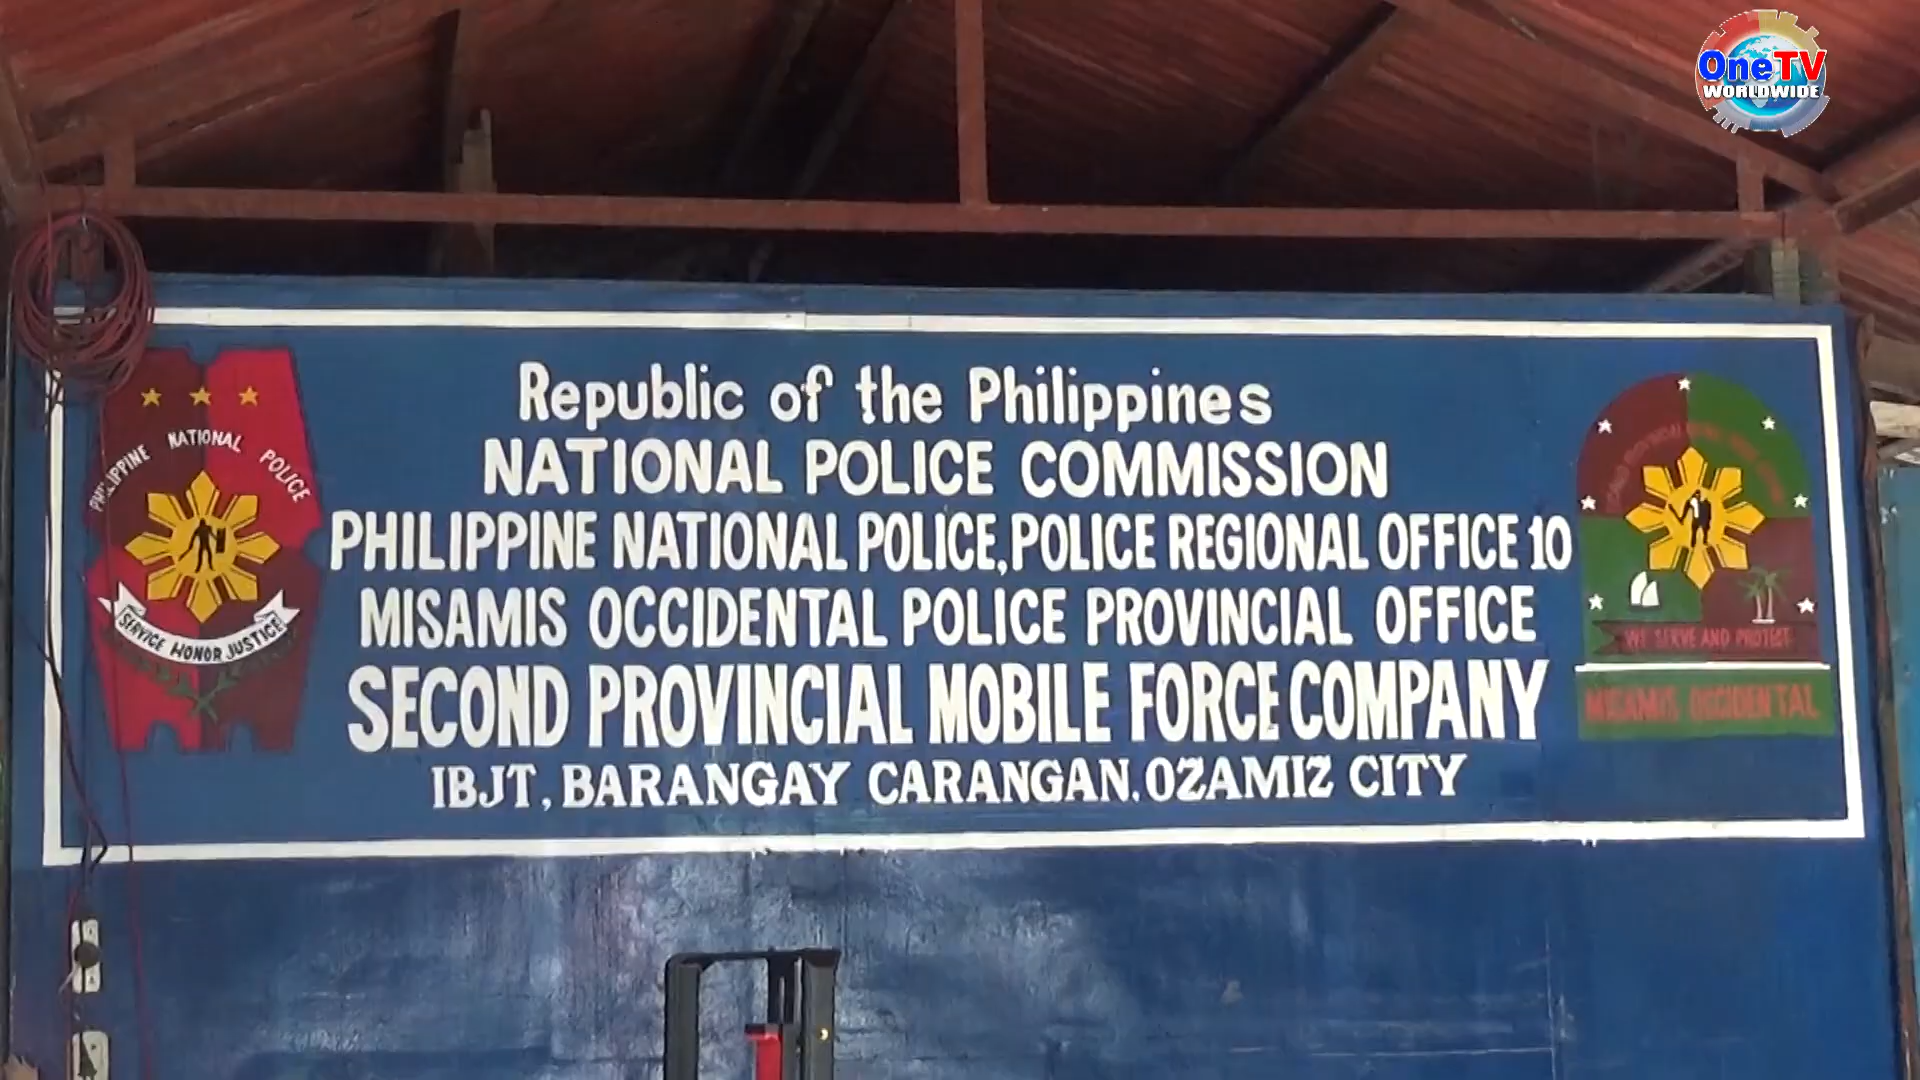 OneTV
WORLDWIDE
Republic of the Philippines
NATIONAL POLICE COMMISSION
PHILIPPINE NATIONAL POLICE, POLICE REGIONAL OFFICE 10
MISAMIS OCCIDENTAL POLICE PROVINCIAL OFFICE
SECOND PROVINCIAL MOBILE FORCE COMPANY
IBJT, BARANGAY CARANGAN, OZAMIZ CITY
PHILIPPINE NATIONAL POLICE
SERVICE HONOR JUSTICE
WE SERVE AND PROTECT
MISAMIS OCCIDENTAL